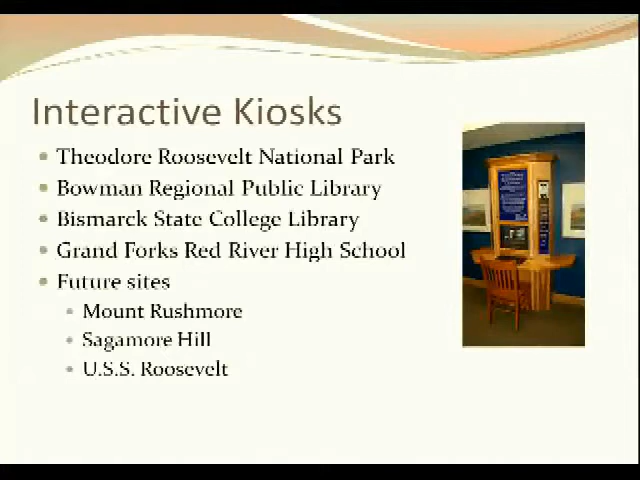 Interactive Kiosks
Theodore Roosevelt National Park
Bowman Regional Public Library
Bismarck State College Library
Grand Forks Red River High School
Future sites
Mount Rushmore
Sagamore Hill
U.S.S. Roosevelt